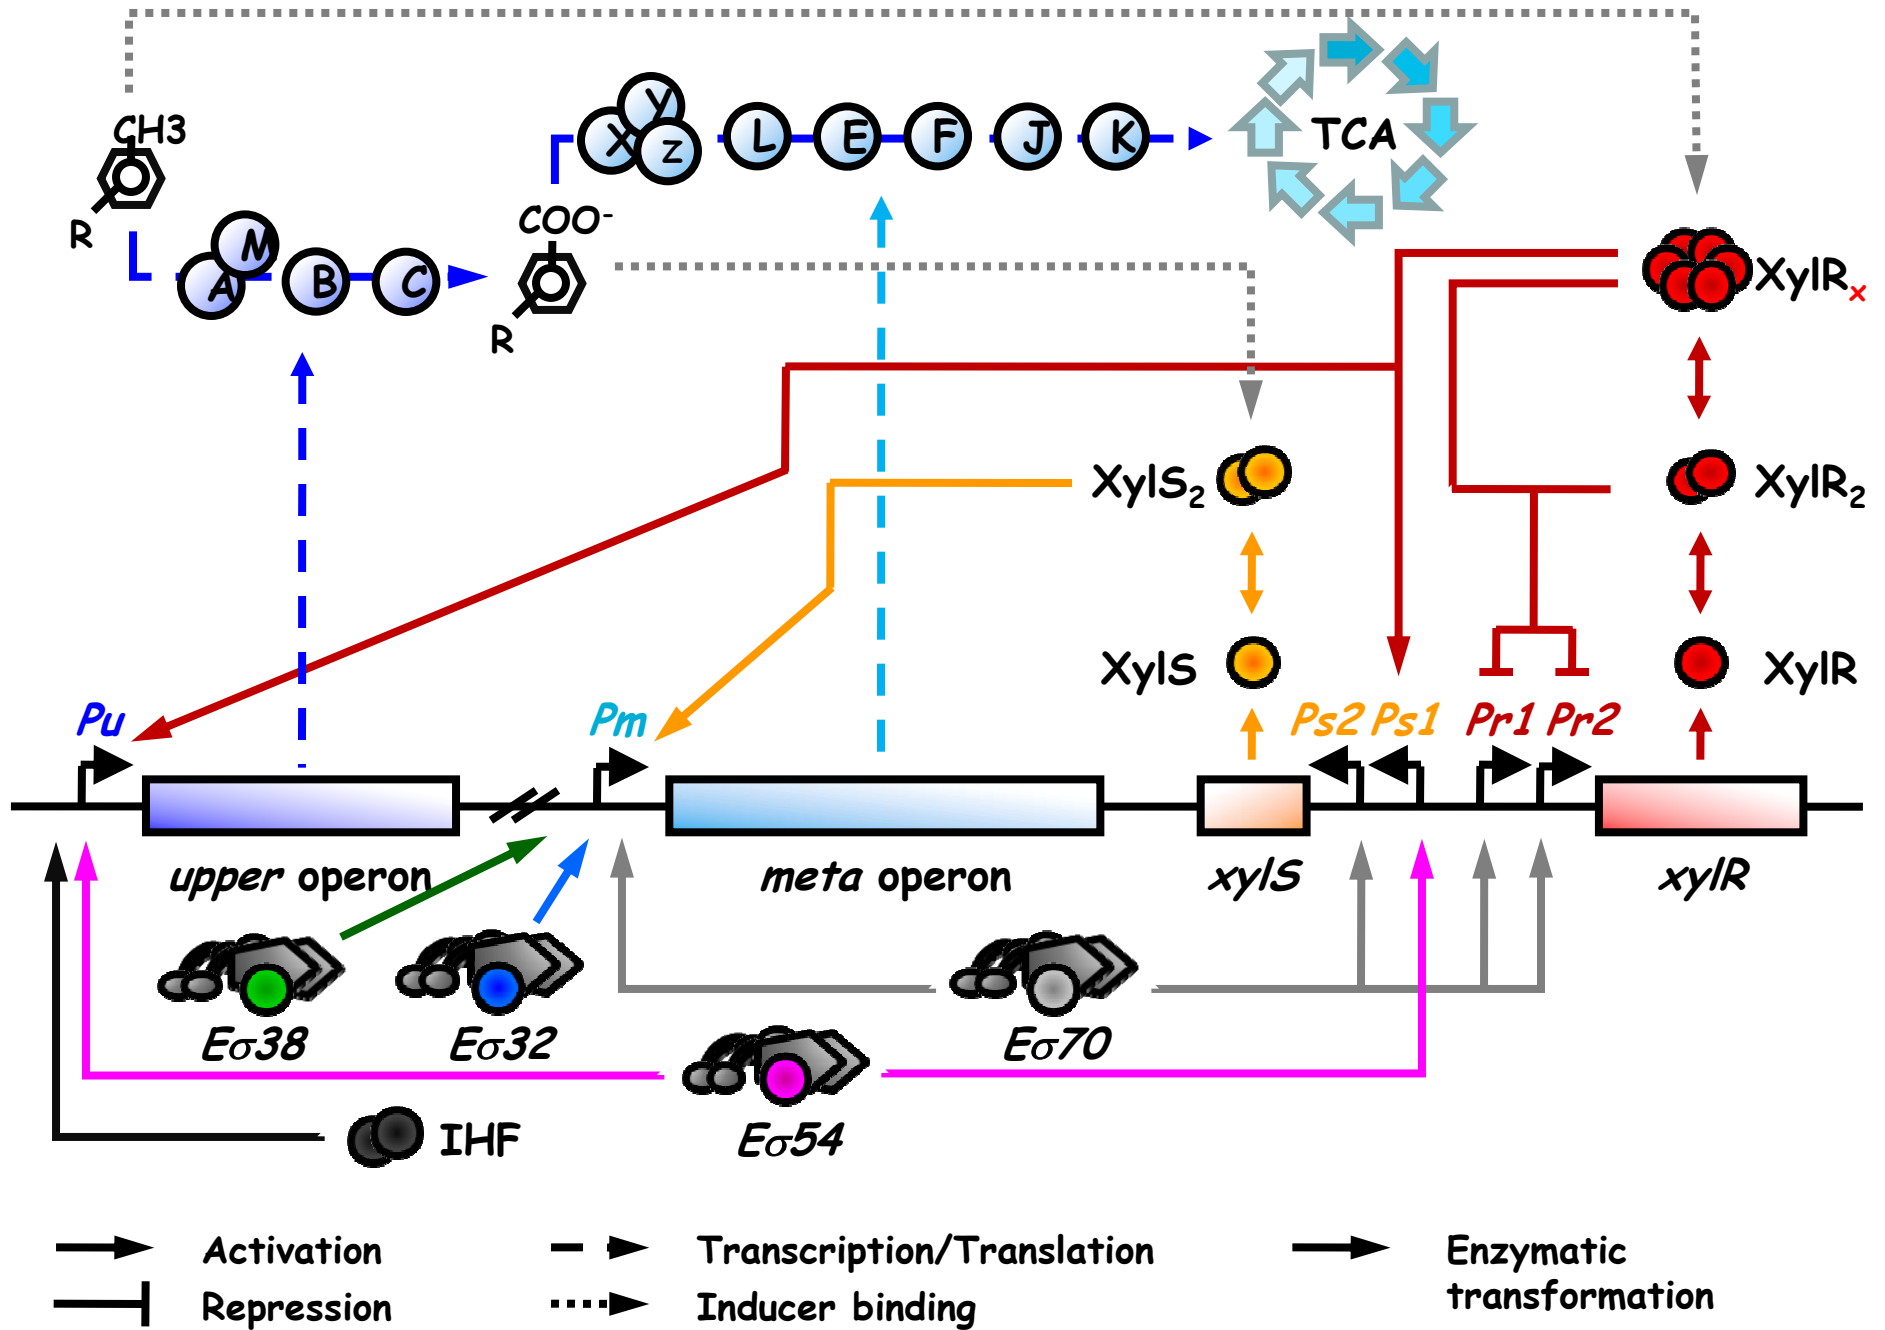 CH3
R
A
M
B
C
COO-
R
X
Y
Z
L
E
F
J
K
TCA
XylRx
XylS2
XylR2
XylS
XylR
Pu
Pm
Ps2 Ps1
Pr1 Pr2
upper operon
meta operon
xylS
xylR
Eσ38
Eσ32
Eσ70
Eσ54
IHF
Activation
Transcription/Translation
Enzymatic
transformation
Repression
Inducer binding